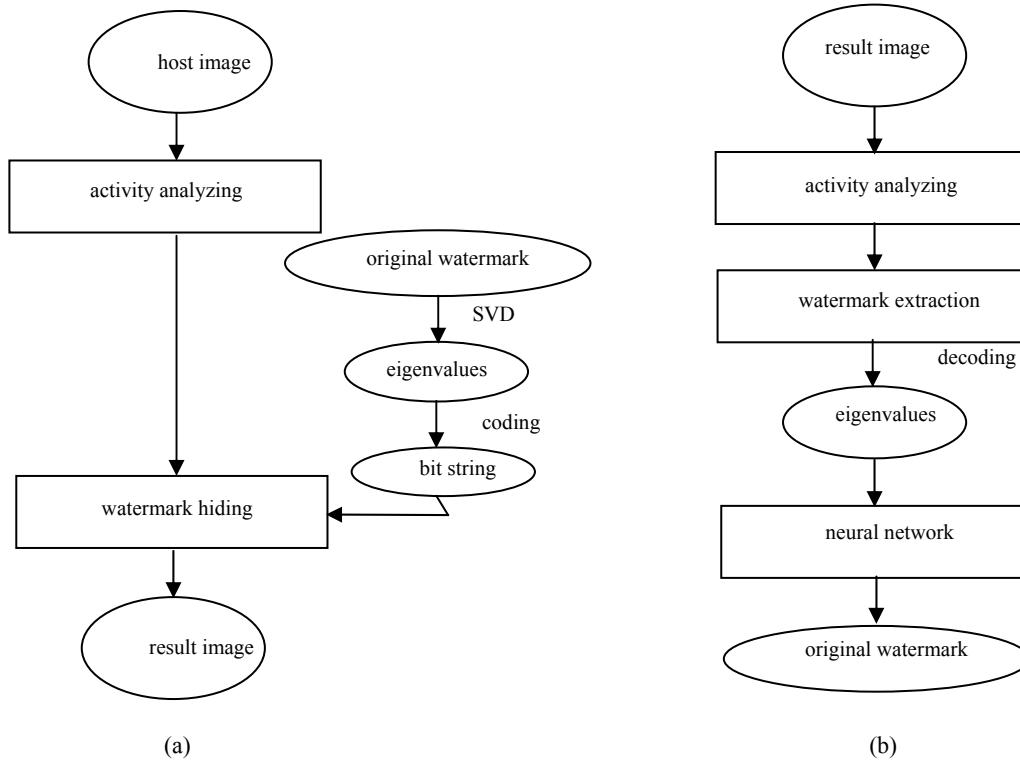 host image
activity analyzing
original watermark
SVD
eigenvalues
coding
bit string
watermark hiding
result image
(a)
result image
activity analyzing
watermark extraction
decoding
eigenvalues
neural network
original watermark
(b)